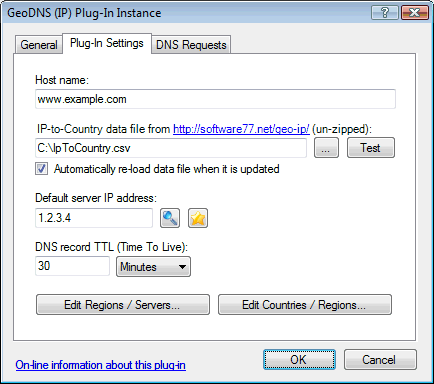 GeoDNS (IP) Plug-In Instance
?
General Plug-In Settings DNS Requests
Host name:
www.example.com
IP-to-Country data file from http://software77.net/geo-ip/ (un-zipped):
C:\IpToCountry.csv ... Test
Automatically re-load data file when it is updated
Default server IP address:
1.2.3.4
DNS record TTL (Time To Live):
30 Minutes
Edit Regions / Servers... Edit Countries / Regions...
On-line information about this plug-in OK Cancel